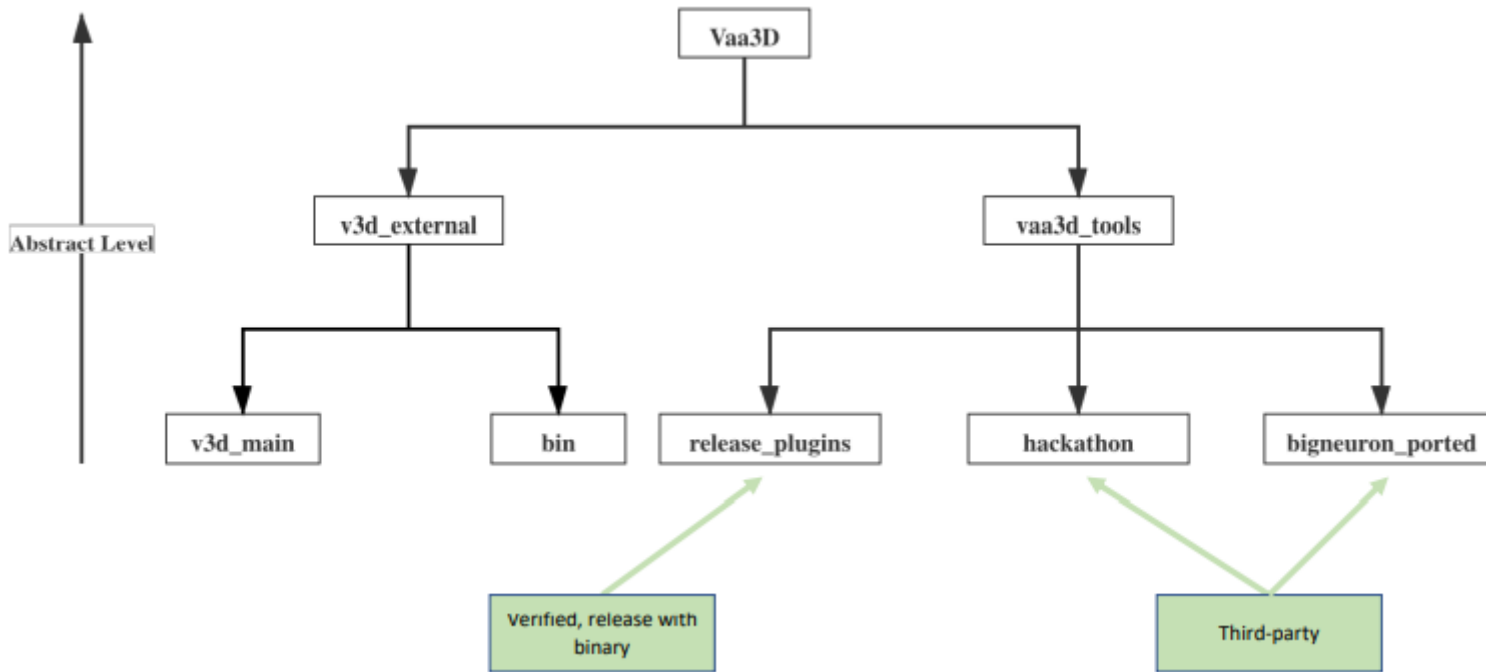 Vaa3D
v3d_external
vaa3d_tools
Abstract Level
v3d_main
bin
release_plugins
hackathon
bigneuron_ported
Verified, release with
binary
Third-party